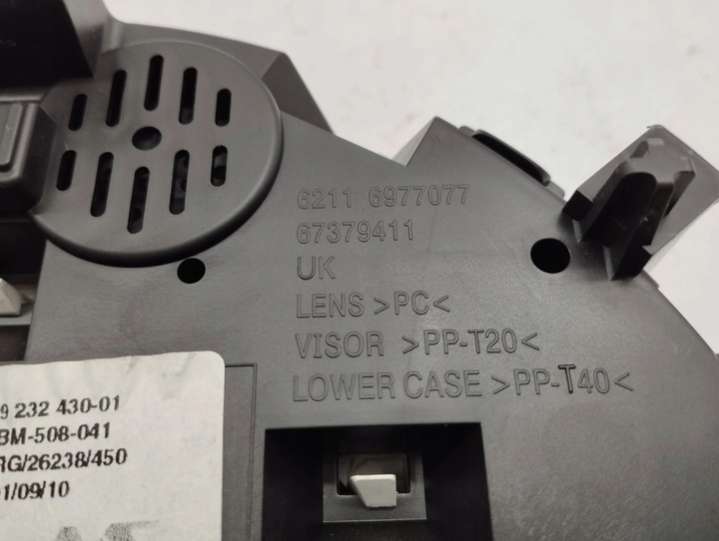 6211 6977077
67379411
UK
LENS >PC<
VISOR >PP-T20<
LOWER CASE >PP-T40<
9 232 430-01
BM-508-041
RG/26238/450
1/09/10